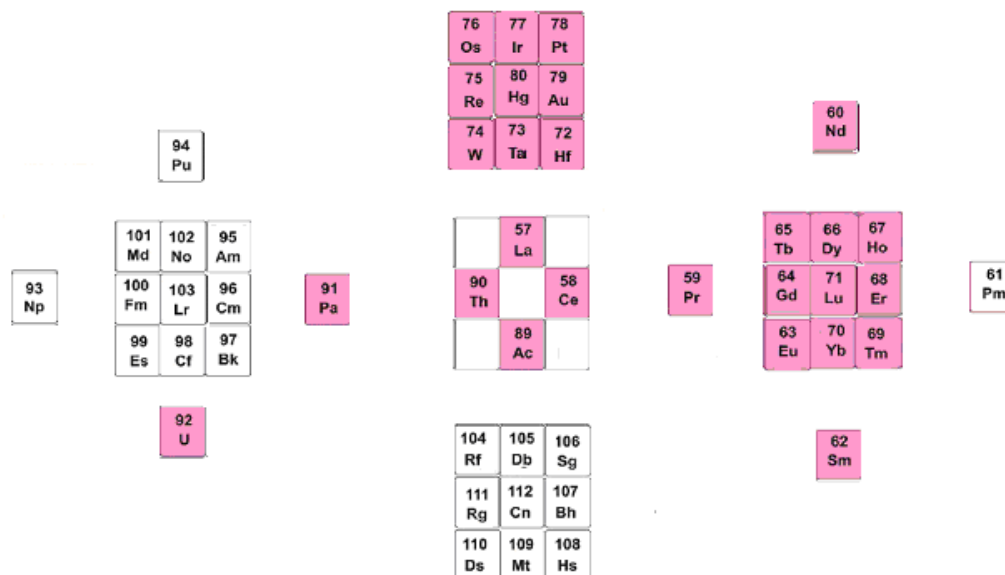 76 77 78
Os Ir Pt
75 80 79
Re Hg Au
74 73 72
W Ta Hf
94
Pu
60
Nd
101 102 95
Md No Am
100 103 96
Fm Lr Cm
99 98 97
Es Cf Bk
93
Np
91
Pa
92
U
57
La
90 58
Th Ce
89
Ac
59
Pr
65 66 67
Tb Dy Ho
64 71 68
Gd Lu Er
63 70 69
Eu Yb Tm
61
Pm
62
Sm
104 105 106
Rf Db Sg
111 112 107
Rg Cn Bh
110 109 108
Ds Mt Hs